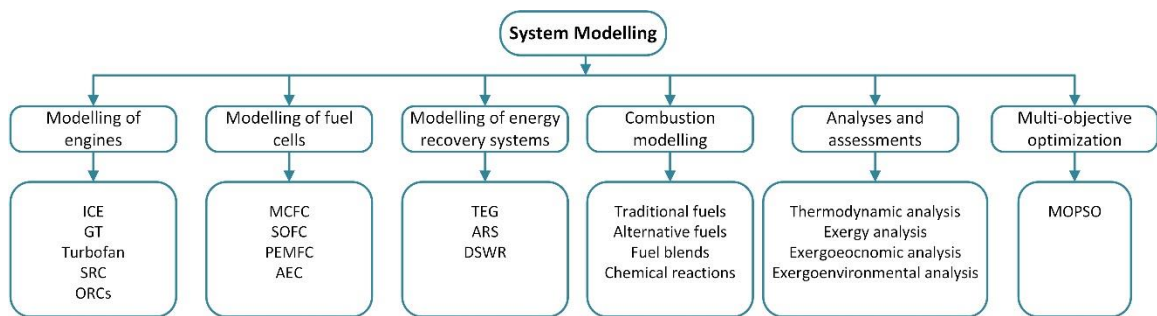 System Modelling
Modelling of
engines
Modelling of fuel
cells
Modelling of energy
recovery systems
Combustion
modelling
Analyses and
assessments
Multi-objective
optimization
ICE
GT
Turbofan
SRC
ORCs
MCFC
SOFC
PEMFC
AEC
TEG
ARS
DSWR
Traditional fuels
Alternative fuels
Fuel blends
Chemical reactions
Thermodynamic analysis
Exergy analysis
Exergoeocnomic analysis
Exergoenvironmental analysis
MOPSO